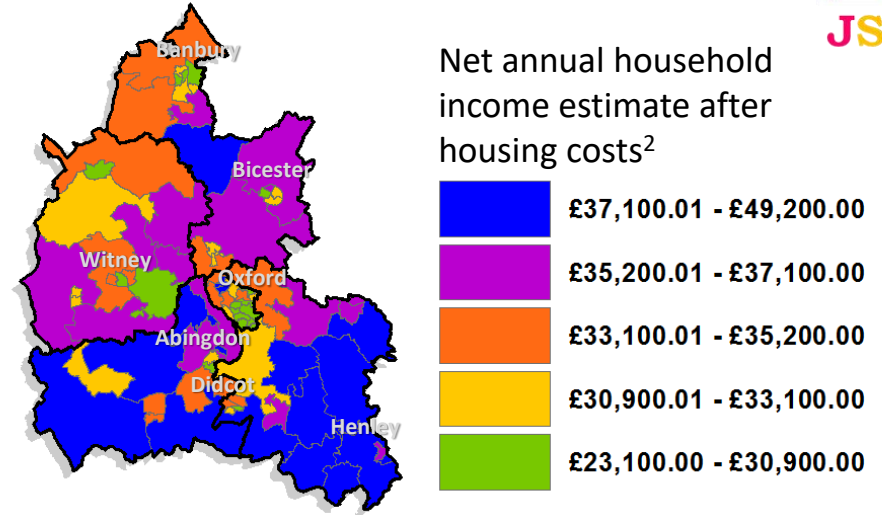 JS
Net annual household
income estimate after
housing costs²
£37,100.01 - £49,200.00
£35,200.01 - £37,100.00
£33,100.01 - £35,200.00
£30,900.01 - £33,100.00
£23,100.00 - £30,900.00
Banbury
Bicester
Witney
Oxford
Abingdon
Didcot
Henley